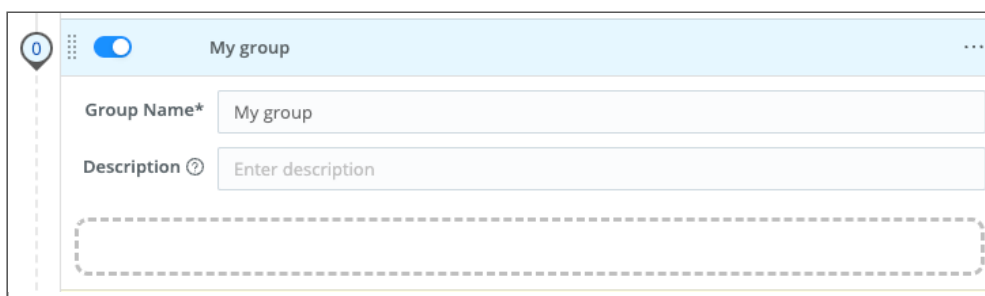 0
My group
...
Group Name*
My group
Description ?
Enter description